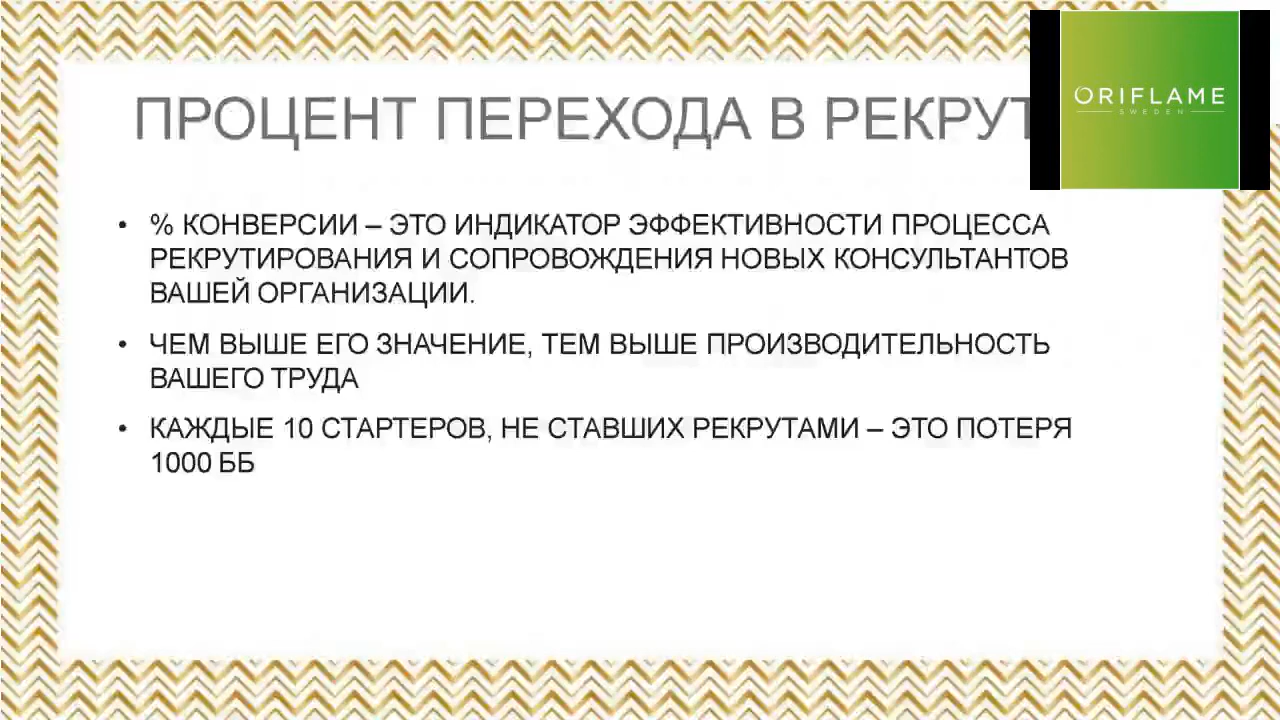 ПРОЦЕНТ ПЕРЕХОДА В РЕКРУТ
ORIFLAME
SWEDEN
• % КОНВЕРСИИ – ЭТО ИНДИКАТОР ЭФФЕКТИВНОСТИ ПРОЦЕССА
РЕКРУТИРОВАНИЯ И СОПРОВОЖДЕНИЯ НОВЫХ КОНСУЛЬТАНТОВ
ВАШЕЙ ОРГАНИЗАЦИИ.
• ЧЕМ ВЫШЕ ЕГО ЗНАЧЕНИЕ, ТЕМ ВЫШЕ ПРОИЗВОДИТЕЛЬНОСТЬ
ВАШЕГО ТРУДА
• КАЖДЫЕ 10 СТАРТЕРОВ, НЕ СТАВШИХ РЕКРУТАМИ – ЭТО ПОТЕРЯ
1000 ББ